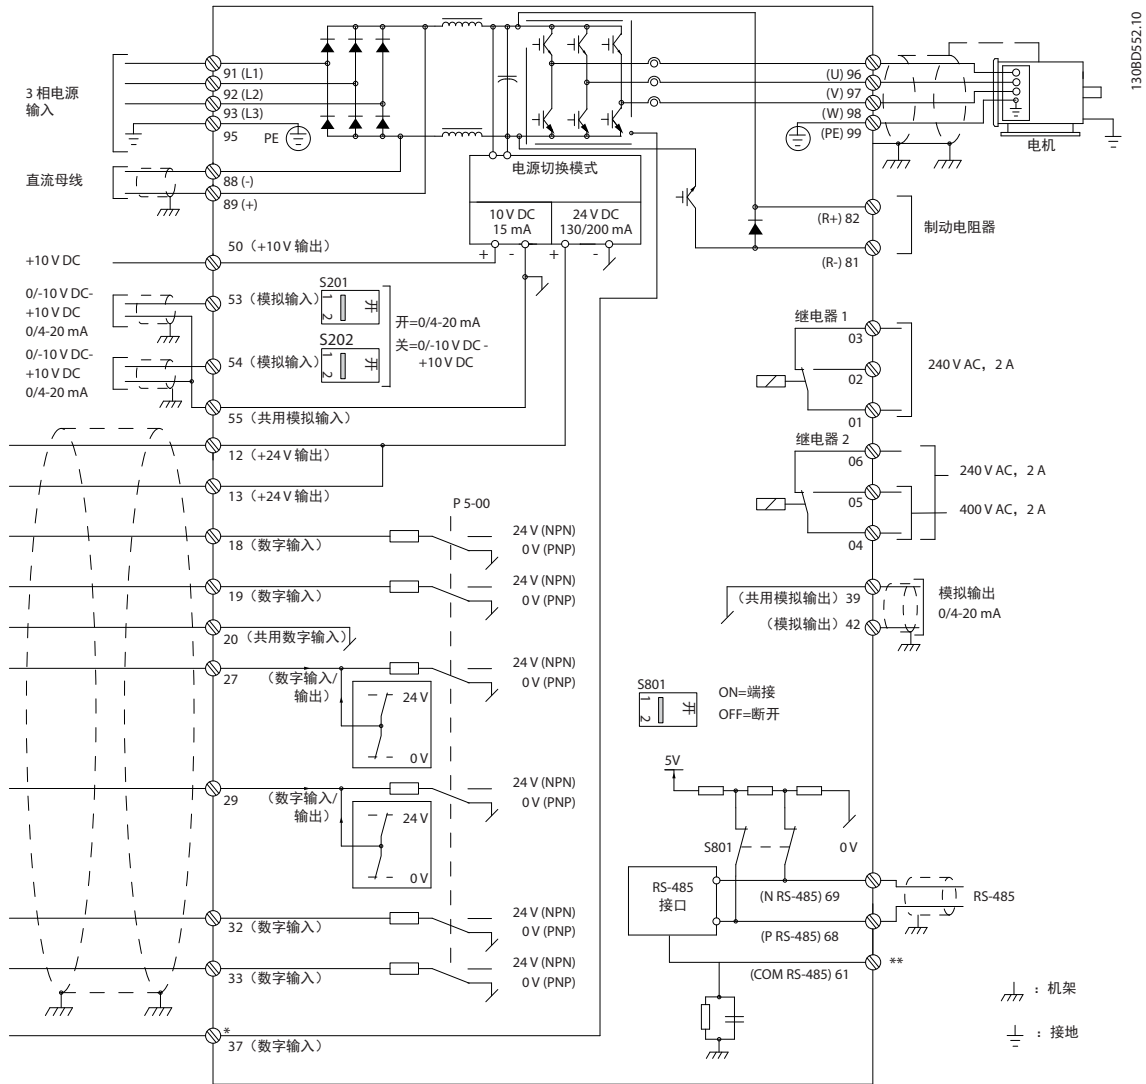 130BD552.10
3 相电源
输入
91 (L1)
92 (L2)
93 (L3)
95
PE
直流母线
88 (-)
89 (+)
电源切换模式
10 V DC
15 mA
24 V DC
130/200 mA
+
-
+
-
(U) 96
(V) 97
(W) 98
(PE) 99
电机
(R+) 82
制动电阻器
(R-) 81
+10 V DC
50（+10 V 输出）
0/-10 V DC-
+10 V DC
0/4-20 mA
53（模拟输入）
S201
1
2
开
0/-10 V DC-
+10 V DC
0/4-20 mA
54（模拟输入）
S202
1
2
开
开=0/4-20 mA
关=0/-10 V DC -
+10 V DC
55（共用模拟输入）
12（+24 V 输出）
13（+24 V 输出）
继电器 1
03
02
01
240 V AC，2 A
继电器 2
06
05
04
240 V AC，2 A
400 V AC，2 A
P 5-00
18（数字输入）
24 V (NPN)
0 V (PNP)
19（数字输入）
24 V (NPN)
0 V (PNP)
20（共用数字输入）
27
（数字输入/
输出）
24 V
0 V
24 V (NPN)
0 V (PNP)
29
（数字输入/
输出）
24 V
0 V
24 V (NPN)
0 V (PNP)
32（数字输入）
24 V (NPN)
0 V (PNP)
33（数字输入）
24 V (NPN)
0 V (PNP)
*
37（数字输入）
（共用模拟输出）39
（模拟输出）42
模拟输出
0/4-20 mA
S801
1
2
开
ON=端接
OFF=断开
5V
S801
0 V
RS-485
接口
(N RS-485) 69
(P RS-485) 68
(COM RS-485) 61
**
RS-485
：机架
：接地